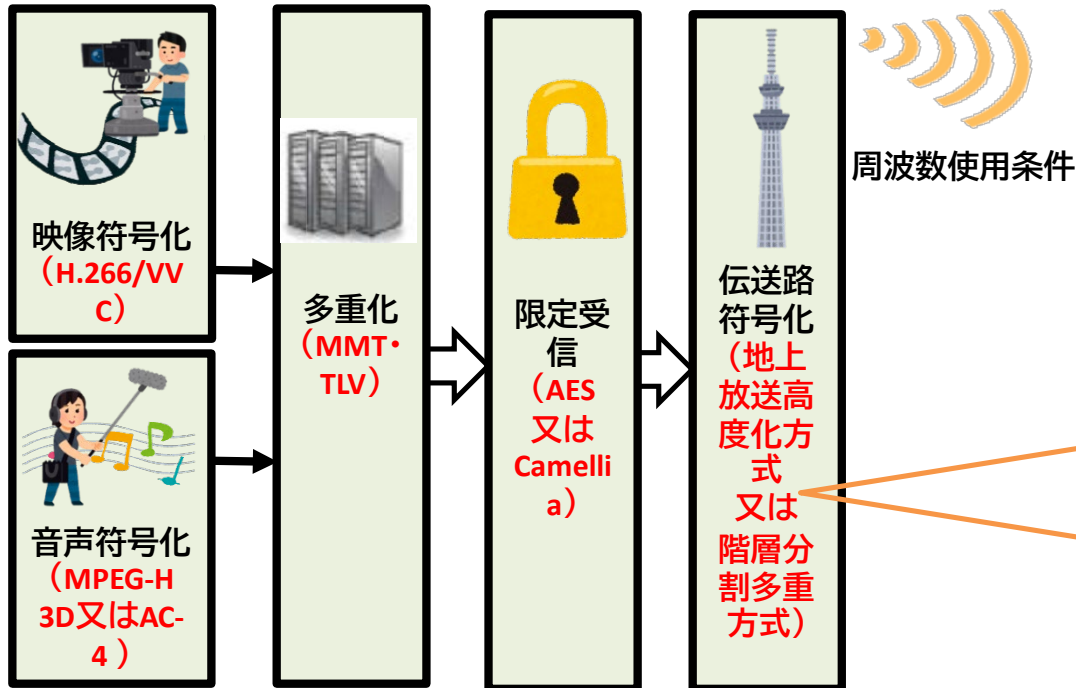 映像符号化
（H.266/VV
C）
音声符号化
（MPEG-H
3D又はAC-
4 ）
多重化
（MMT・
TLV）
限定受
信
（AES
又は
Camelli
a）
伝送路
符号化
（地上
放送高
度化方
式
又は
階層分
割多重
方式）
周波数使用条件